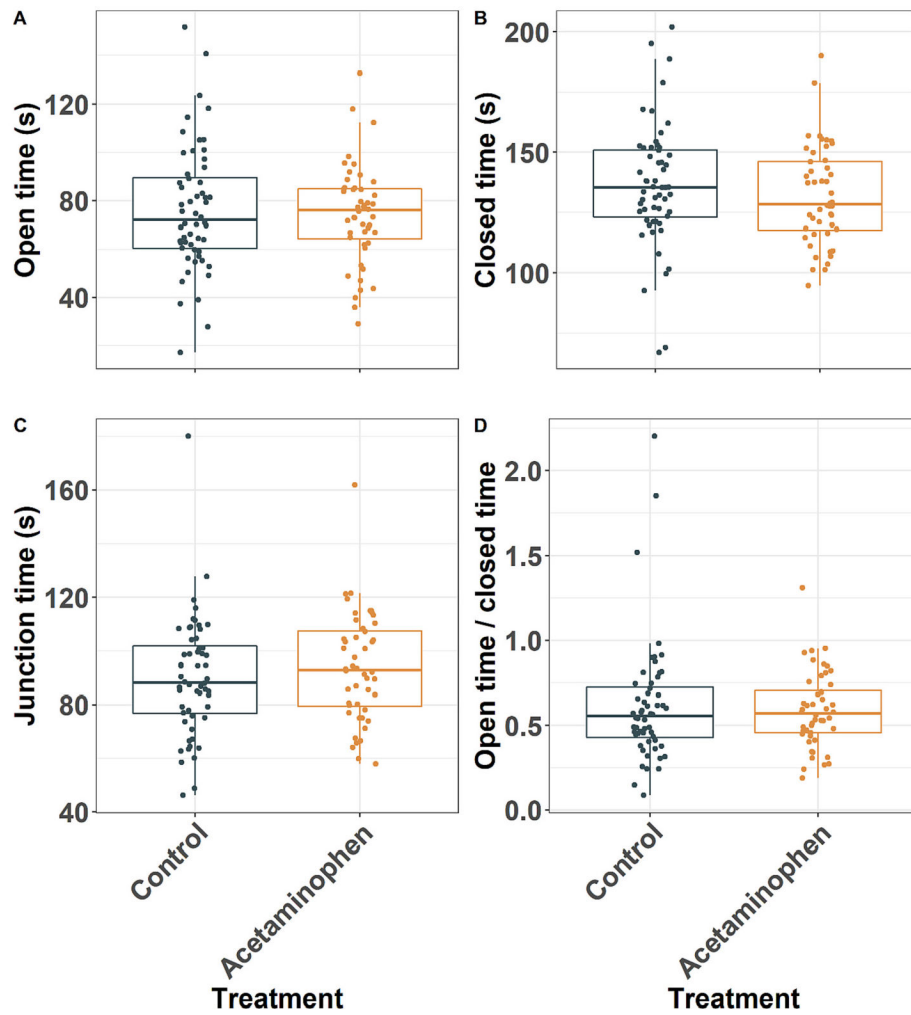 A
Open time (s)
120
80
40
B
Closed time (s)
200
150
100
C
Junction time (s)
160
120
80
40
Control
Acetaminophen
Treatment
D
Open time / closed time
2.0
1.5
1.0
0.5
0.0
Control
Acetaminophen
Treatment